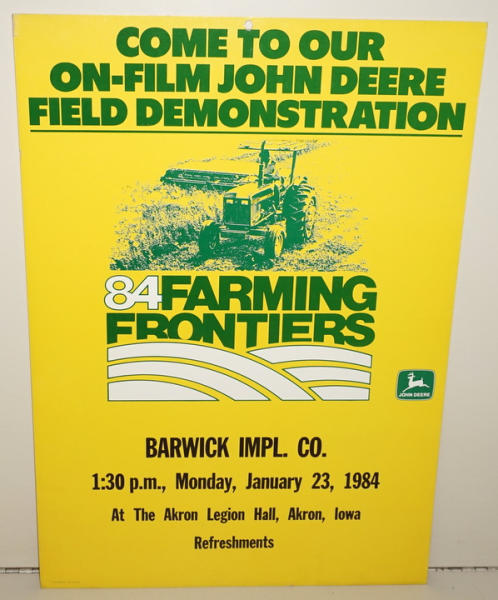 COME TO OUR
ON-FILM JOHN DEERE
FIELD DEMONSTRATION
84 FARMING
FRONTIERS
JOHN DEERE
BARWICK IMPL. CO.
1:30 p.m., Monday, January 23, 1984
At The Akron Legion Hall, Akron, Iowa
Refreshments